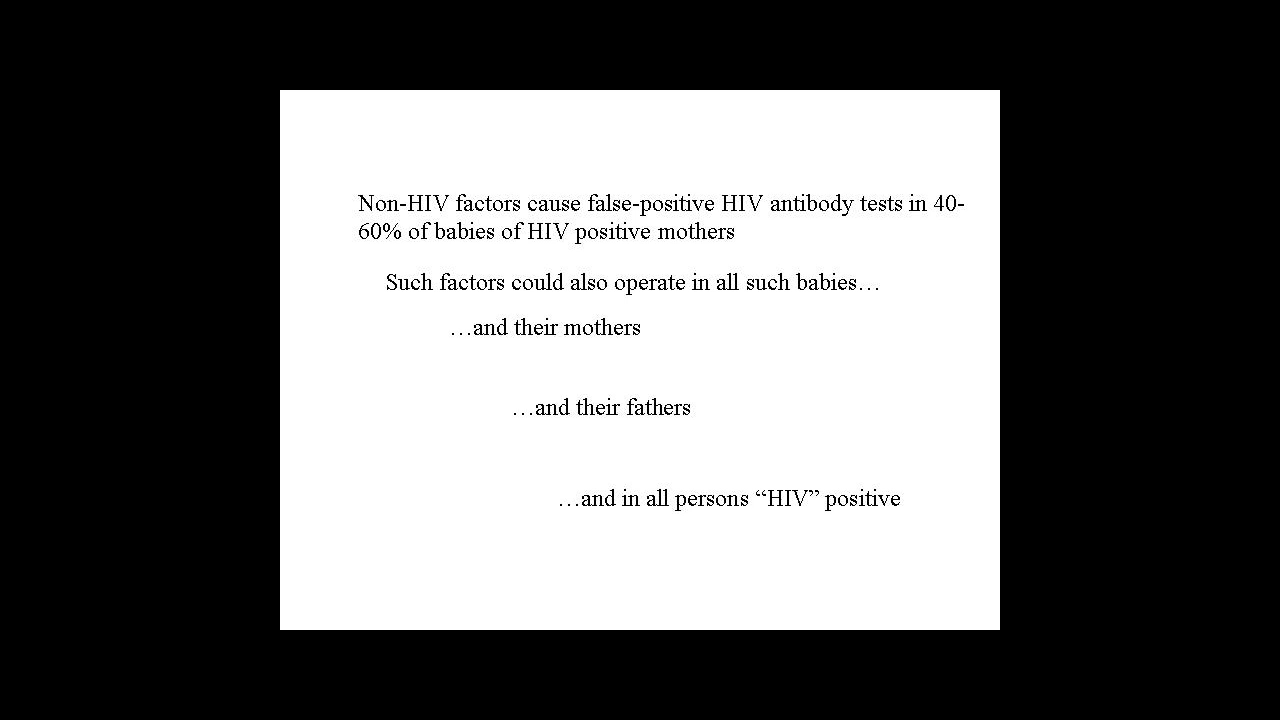 Non-HIV factors cause false-positive HIV antibody tests in 40-
60% of babies of HIV positive mothers
Such factors could also operate in all such babies…
…and their mothers
…and their fathers
…and in all persons “HIV” positive